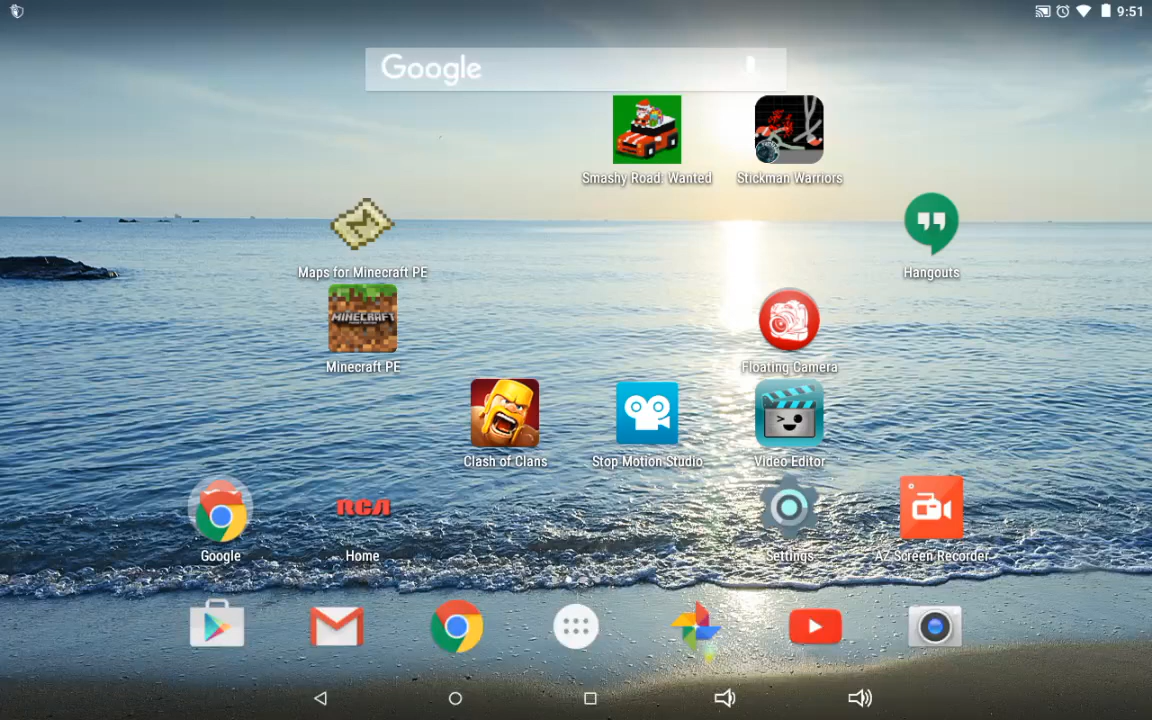 9:51
Google
Smashy Road: Wanted
Stickman Warriors
Maps for Minecraft PE
Hangouts
MINECRAFT
Minecraft PE
Floating Camera
Clash of Clans
Stop Motion Studio
Video Editor
RCA
Google
Home
Settings
AZ Screen Recorder